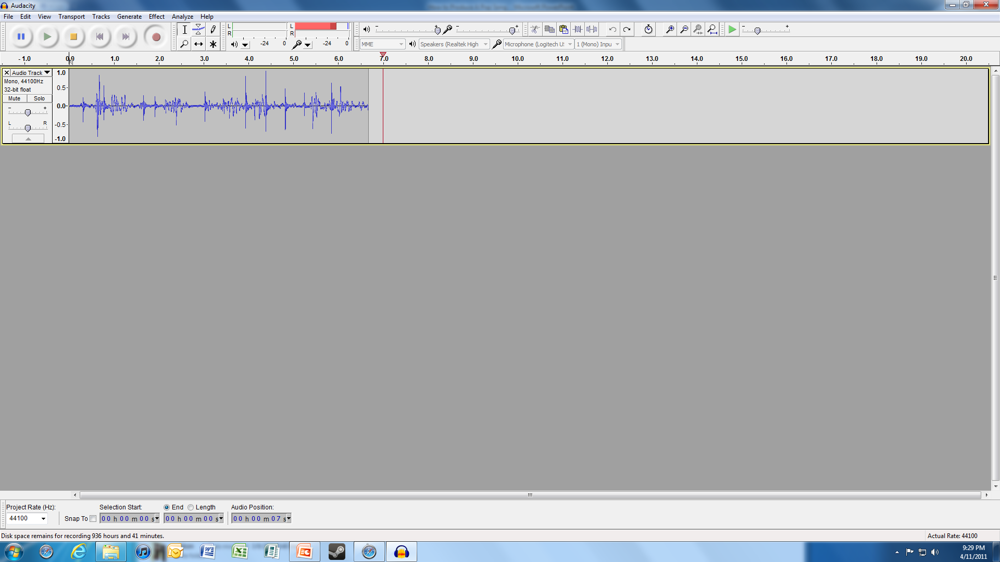 Audacity
File Edit View Transport Tracks Generate Effect Analyze Help
L
R
-24 0
L
R
-24 0
MME
Speakers (Realtek High
Microphone (Logitech U:
1 (Mono) Inpu
- 1.0 0.0 1.0 2.0 3.0 4.0 5.0 6.0 7.0 8.0 9.0 10.0 11.0 12.0 13.0 14.0 15.0 16.0 17.0 18.0 19.0 20.0
Audio Track
Mono, 44100Hz
32-bit float
Mute Solo
- +
L R
1.0
0.5-
0.0-
-0.5-
-1.0
Project Rate (Hz):
44100
Snap To
Selection Start:
00 h 00 m 00 s
End Length
00 h 00 m 00 s
Audio Position:
00 h 00 m 07 s
Disk space remains for recording 936 hours and 41 minutes.
Actual Rate: 44100
9:29 PM
4/11/2011